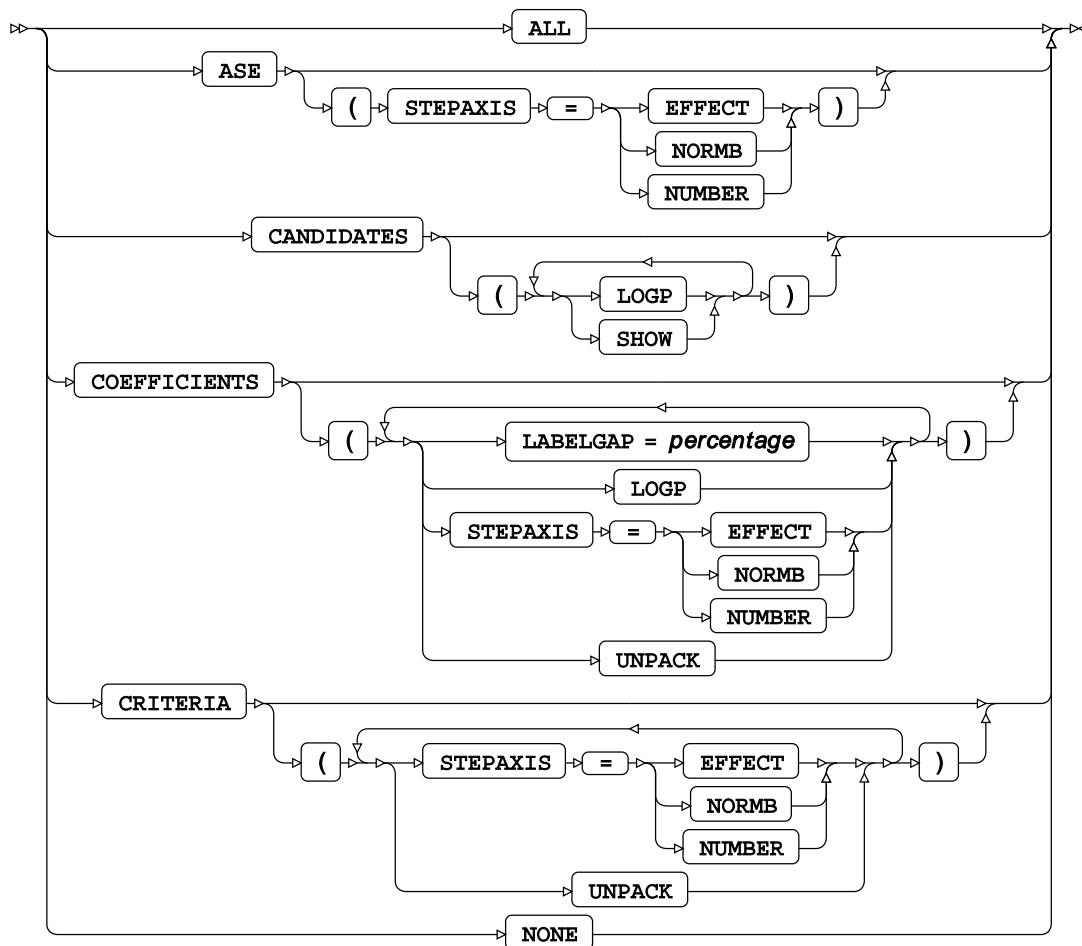 ALL
ASE
( STEPAXIS = EFFECT )
NORMB
NUMBER
CANDIDATES
( LOGP )
SHOW
COEFFICIENTS
( LABELGAP = percentage )
LOGP
STEPAXIS = EFFECT
NORMB
NUMBER
UNPACK
CRITERIA
( STEPAXIS = EFFECT )
NORMB
NUMBER
UNPACK
NONE